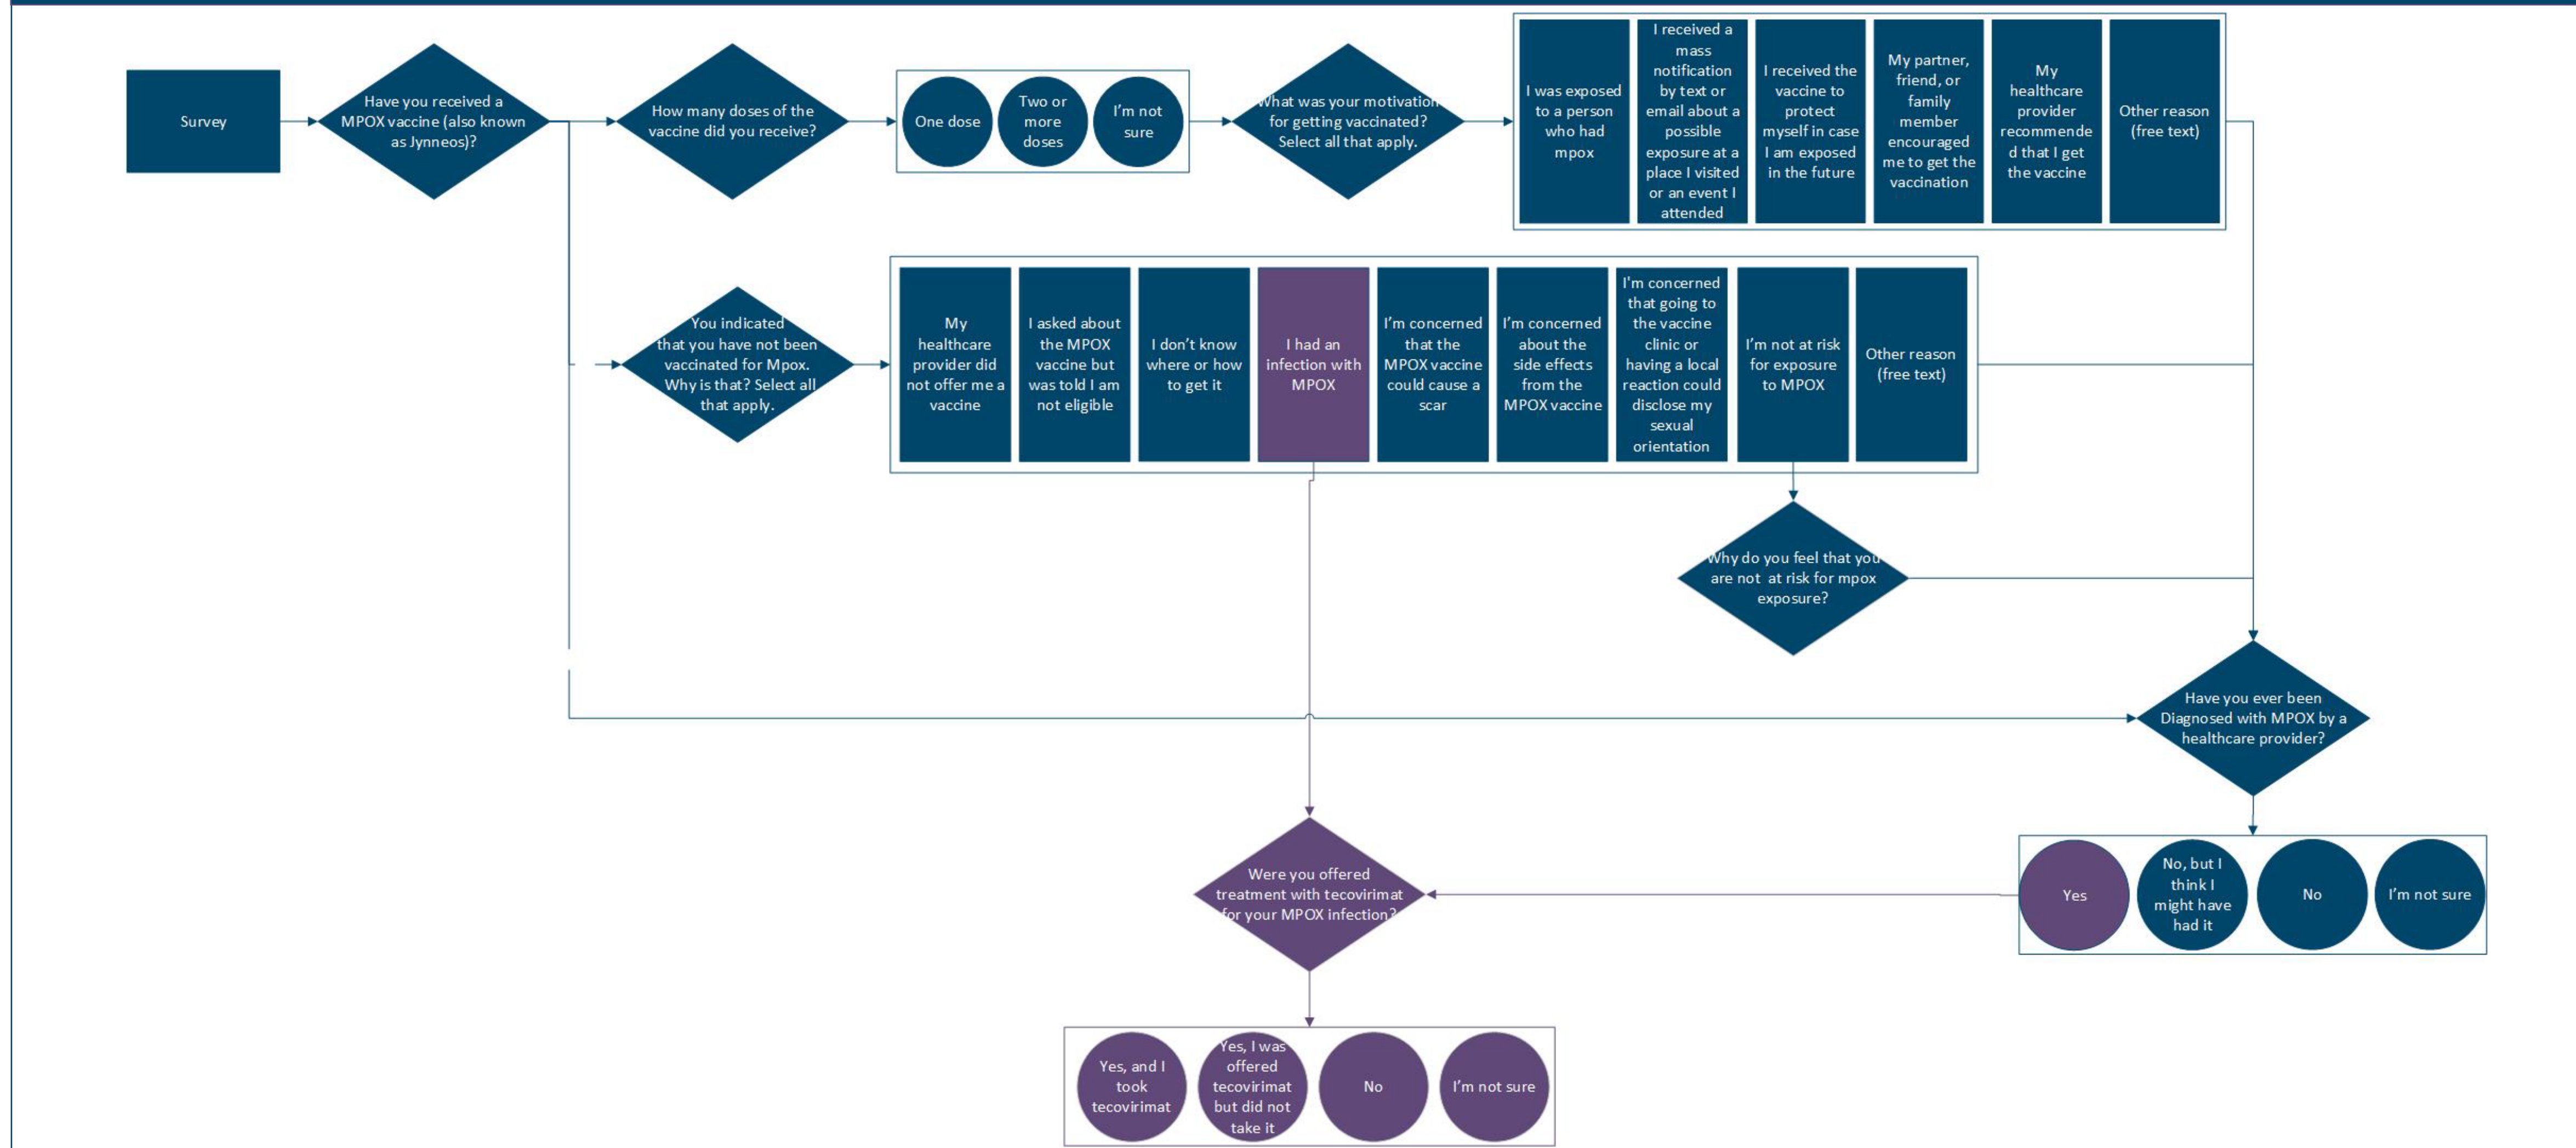 Survey
Have you received a
MPOX vaccine (also known
as Jynneos)?
How many doses of the
vaccine did you receive?
One dose
Two or
more
doses
I'm not
sure
What was your motivation
for getting vaccinated?
Select all that apply.
I was exposed
to a person
who had
mpox
I received a
mass
notification
by text or
email about a
possible
exposure at a
place I visited
or an event I
attended
I received the
vaccine to
protect
myself in case
I am exposed
in the future
My partner,
friend, or
family
member
encouraged
me to get the
vaccination
My
healthcare
provider
recommende
d that I get
the vaccine
Other reason
(free text)
You indicated
that you have not been
vaccinated for Mpox.
Why is that? Select all
that apply.
My
healthcare
provider did
not offer me a
vaccine
I asked about
the MPOX
vaccine but
was told I am
not eligible
I don't know
where or how
to get it
I had an
infection with
MPOX
I'm concerned
that the
MPOX vaccine
could cause a
scar
I'm concerned
about the
side effects
from the
MPOX vaccine
I'm concerned
that going to
the vaccine
clinic or
having a local
reaction could
disclose my
sexual
orientation
I'm not at risk
for exposure
to MPOX
Other reason
(free text)
Why do you feel that you
are not at risk for mpox
exposure?
Have you ever been
Diagnosed with MPOX by a
healthcare provider?
Were you offered
treatment with tecovirimat
for your MPOX infection?
Yes
No, but I
think I
might have
had it
No
I'm not sure
Yes, and I
took
tecovirimat
Yes, I was
offered
tecovirimat
but did not
take it
No
I'm not sure